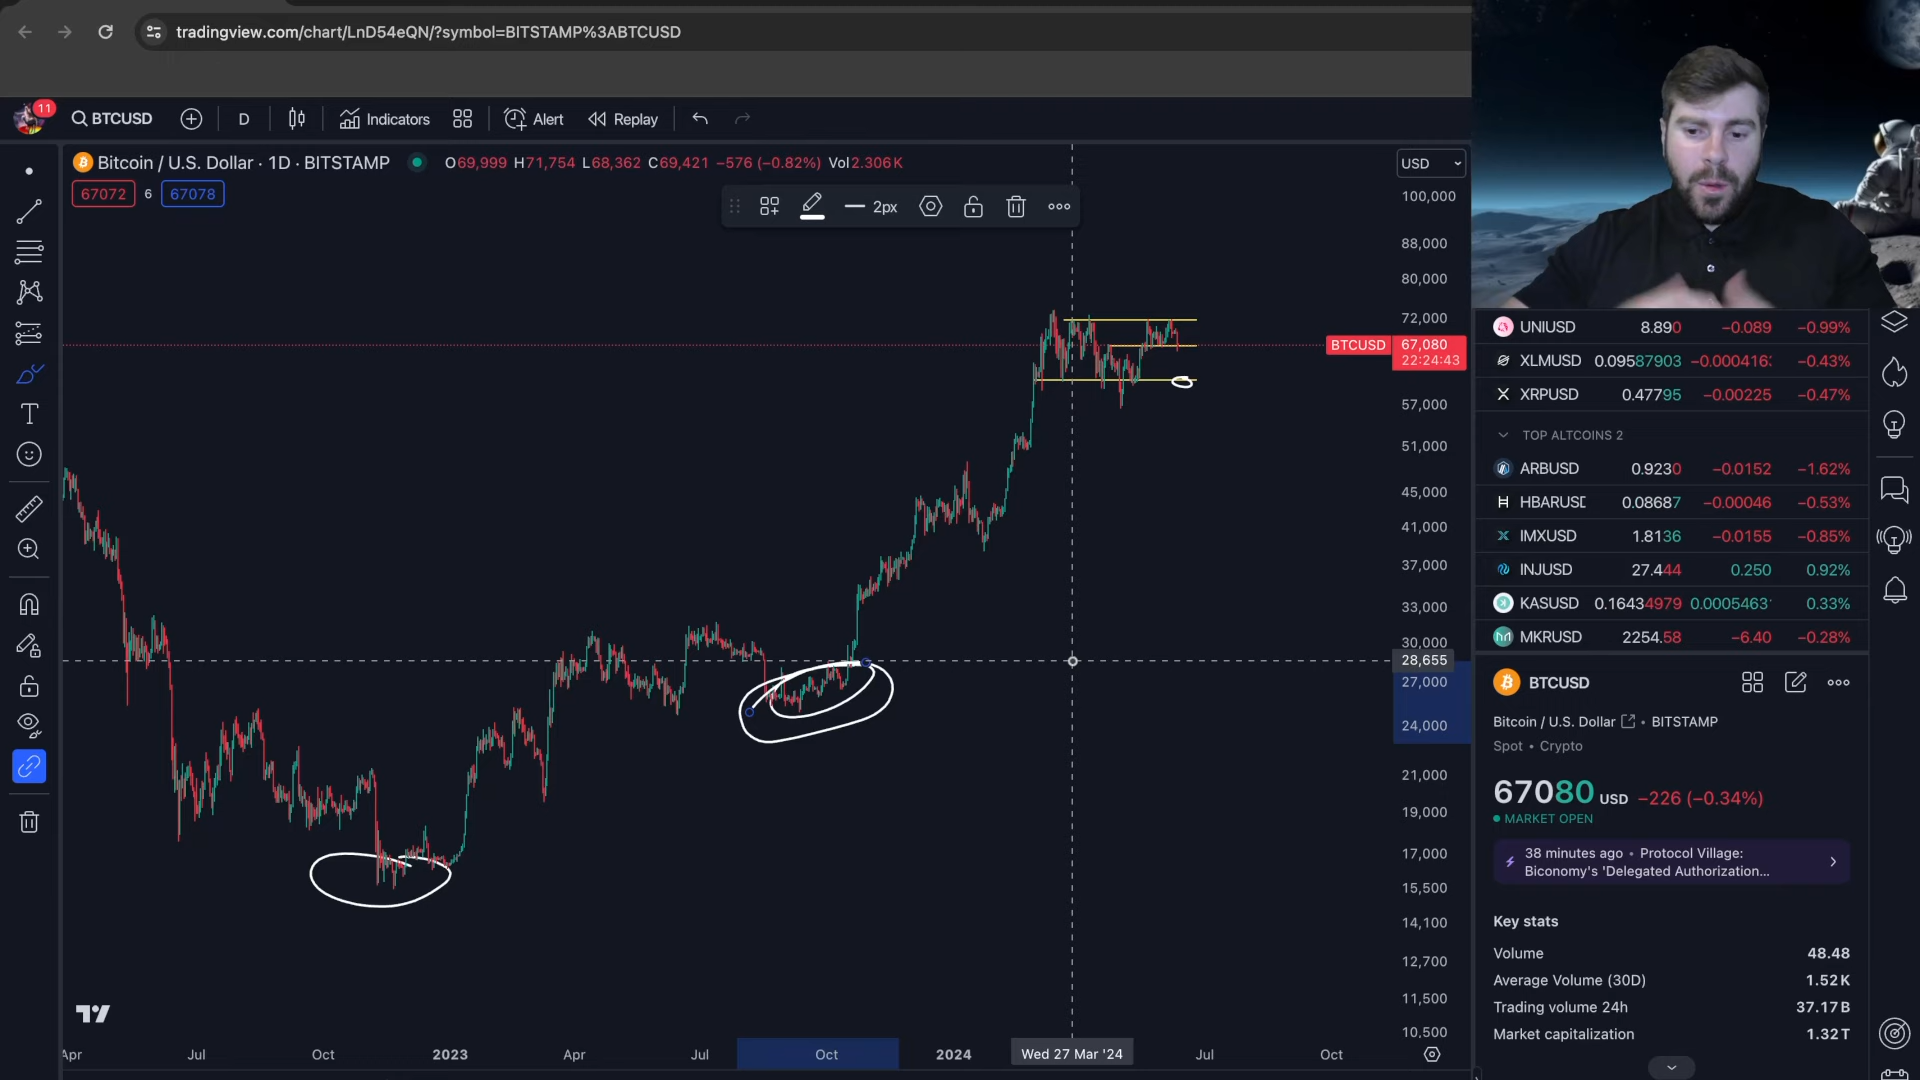 tradingview.com/chart/LnD54eQN/?symbol=BITSTAMP%3ABTCUSD
11
BTCUSD D Indicators Alert Replay
Bitcoin / U.S. Dollar · 1D · BITSTAMP O69,999 H71,754 L68,362 C69,421 −576 (−0.82%) Vol2.306K
67072 6 67078
2px
USD
100,000
88,000
80,000
72,000
BTCUSD 67,080
22:24:43
57,000
51,000
45,000
41,000
37,000
33,000
30,000
28,655
27,000
24,000
21,000
19,000
17,000
15,500
14,100
12,700
11,500
10,500
Apr Jul Oct 2023 Apr Jul Oct 2024 Wed 27 Mar '24 Jul Oct
UNIUSD 8.890 −0.089 −0.99%
XLMUSD 0.09587903 −0.000416 −0.43%
XRPUSD 0.47795 −0.00225 −0.47%
TOP ALTCOINS 2
ARBUSD 0.9230 −0.0152 −1.62%
HBARUSD 0.08687 −0.00046 −0.53%
IMXUSD 1.8136 −0.0155 −0.85%
INJUSD 27.444 0.250 0.92%
KASUSD 0.16434979 0.0005463 0.33%
MKRUSD 2254.58 −6.40 −0.28%
BTCUSD
Bitcoin / U.S. Dollar • BITSTAMP
Spot • Crypto
67080 USD −226 (−0.34%)
MARKET OPEN
38 minutes ago • Protocol Village:
Biconomy's 'Delegated Authorization...
Key stats
Volume 48.48
Average Volume (30D) 1.52K
Trading volume 24h 37.17B
Market capitalization 1.32T